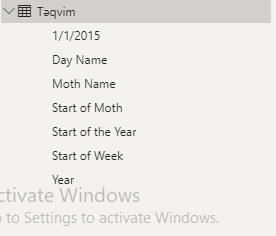 Təqvim
1/1/2015
Day Name
Moth Name
Start of Moth
Start of the Year
Start of Week
Year
ctivate Windows
to Settings to activate Windows.